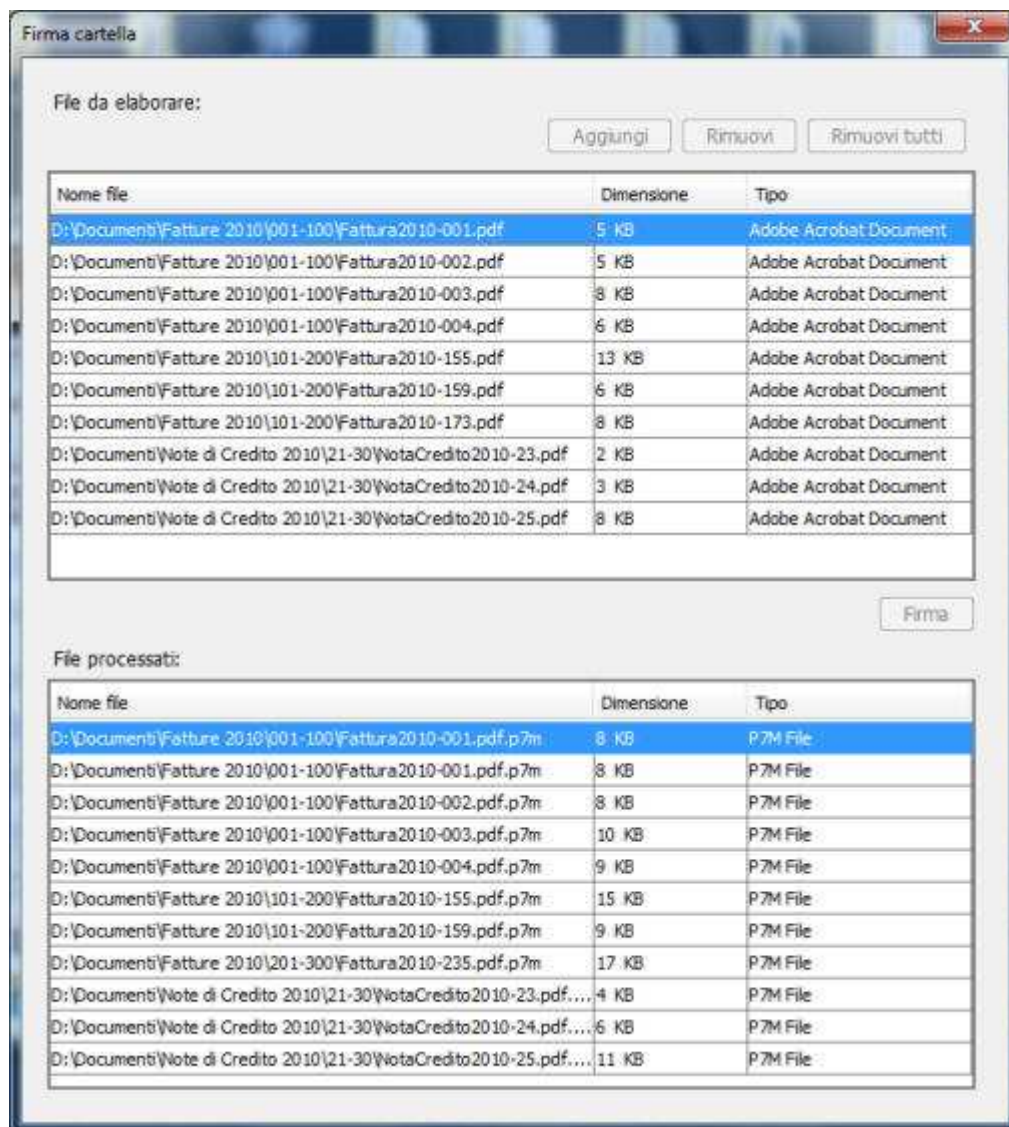 Firma cartella
File da elaborare:
Aggiungi Rimuovi Rimuovi tutti
Nome file Dimensione Tipo
D:\Documenti\Fatture 2010\001-100\Fattura2010-001.pdf 5 KB Adobe Acrobat Document
D:\Documenti\Fatture 2010\001-100\Fattura2010-002.pdf 5 KB Adobe Acrobat Document
D:\Documenti\Fatture 2010\001-100\Fattura2010-003.pdf 8 KB Adobe Acrobat Document
D:\Documenti\Fatture 2010\001-100\Fattura2010-004.pdf 6 KB Adobe Acrobat Document
D:\Documenti\Fatture 2010\101-200\Fattura2010-155.pdf 13 KB Adobe Acrobat Document
D:\Documenti\Fatture 2010\101-200\Fattura2010-159.pdf 6 KB Adobe Acrobat Document
D:\Documenti\Fatture 2010\101-200\Fattura2010-173.pdf 8 KB Adobe Acrobat Document
D:\Documenti\Note di Credito 2010\21-30\NotaCredito2010-23.pdf 2 KB Adobe Acrobat Document
D:\Documenti\Note di Credito 2010\21-30\NotaCredito2010-24.pdf 3 KB Adobe Acrobat Document
D:\Documenti\Note di Credito 2010\21-30\NotaCredito2010-25.pdf 8 KB Adobe Acrobat Document
Firma
File processati:
Nome file Dimensione Tipo
D:\Documenti\Fatture 2010\001-100\Fattura2010-001.pdf.p7m 8 KB P7M File
D:\Documenti\Fatture 2010\001-100\Fattura2010-001.pdf.p7m 8 KB P7M File
D:\Documenti\Fatture 2010\001-100\Fattura2010-002.pdf.p7m 8 KB P7M File
D:\Documenti\Fatture 2010\001-100\Fattura2010-003.pdf.p7m 10 KB P7M File
D:\Documenti\Fatture 2010\001-100\Fattura2010-004.pdf.p7m 9 KB P7M File
D:\Documenti\Fatture 2010\101-200\Fattura2010-155.pdf.p7m 15 KB P7M File
D:\Documenti\Fatture 2010\101-200\Fattura2010-159.pdf.p7m 9 KB P7M File
D:\Documenti\Fatture 2010\201-300\Fattura2010-235.pdf.p7m 17 KB P7M File
D:\Documenti\Note di Credito 2010\21-30\NotaCredito2010-23.pdf.... 4 KB P7M File
D:\Documenti\Note di Credito 2010\21-30\NotaCredito2010-24.pdf.... 6 KB P7M File
D:\Documenti\Note di Credito 2010\21-30\NotaCredito2010-25.pdf.... 11 KB P7M File